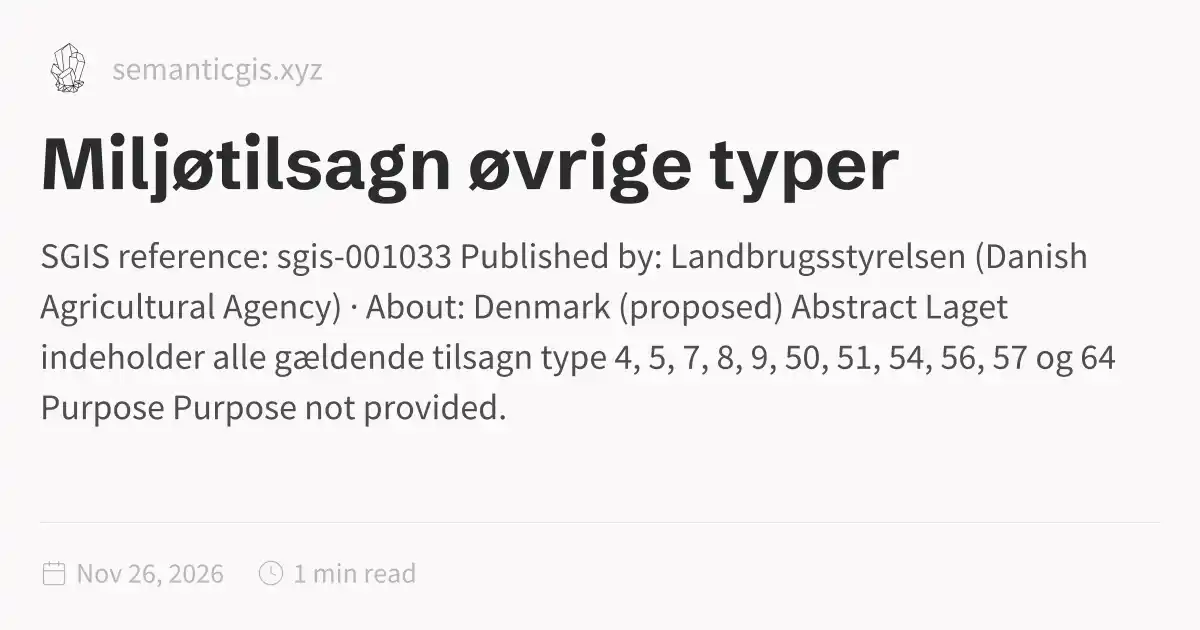 semanticgis.xyz
Miljøtilsagn øvrige typer
SGIS reference: sgis-001033 Published by: Landbrugsstyrelsen (Danish
Agricultural Agency) · About: Denmark (proposed) Abstract Laget
indeholder alle gældende tilsagn type 4, 5, 7, 8, 9, 50, 51, 54, 56, 57 og 64
Purpose Purpose not provided.
Nov 26, 2026 1 min read